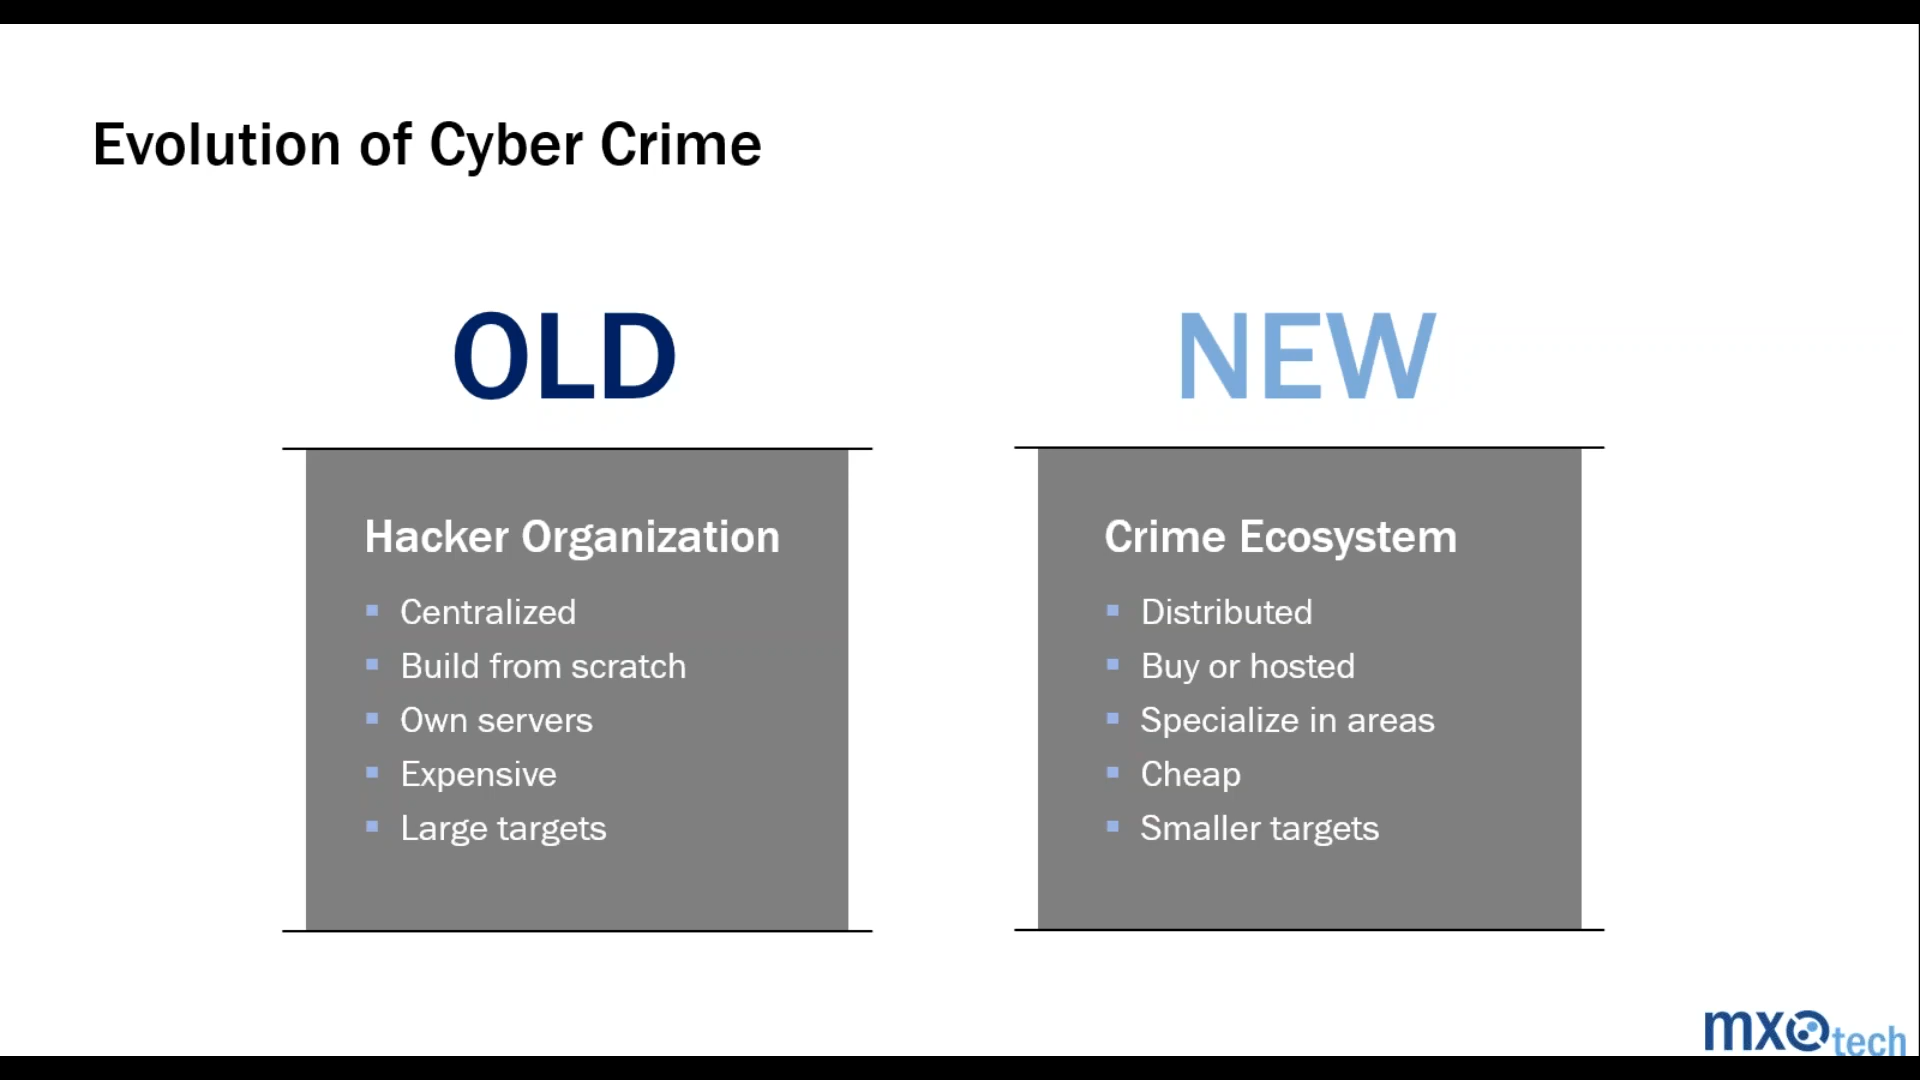 Evolution of Cyber Crime
OLD
Hacker Organization
Centralized
Build from scratch
Own servers
Expensive
Large targets
NEW
Crime Ecosystem
Distributed
Buy or hosted
Specialize in areas
Cheap
Smaller targets
mxotech